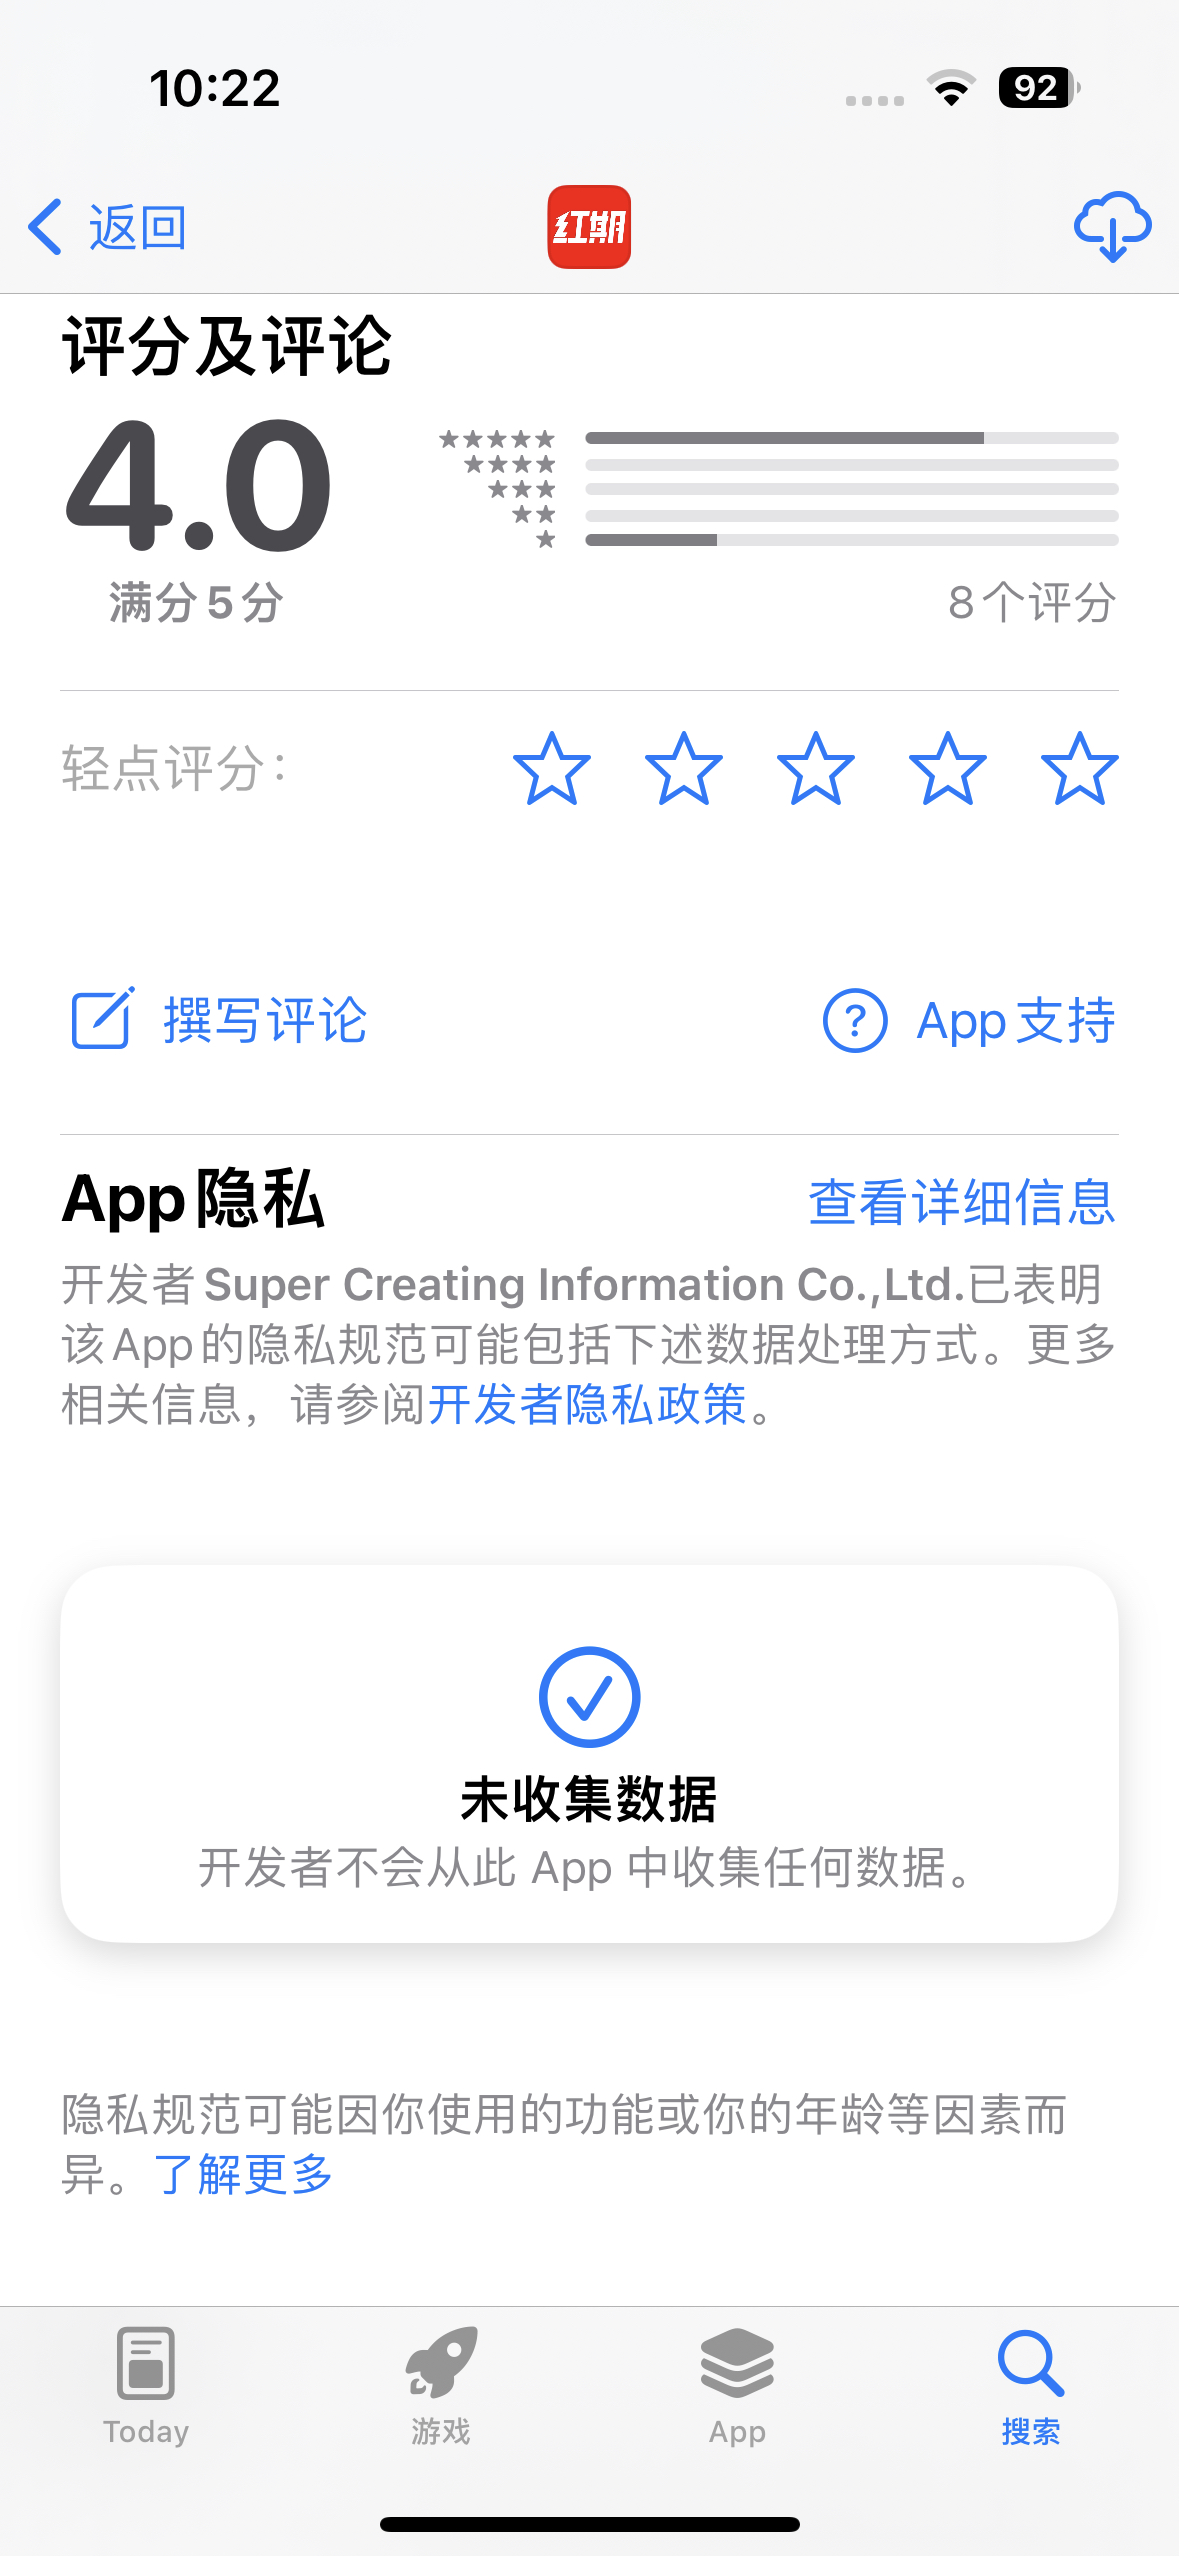 10:22
92
返回
红期
评分及评论
4.0
满分 5 分
8 个评分
轻点评分：
撰写评论
App 支持
App 隐私
查看详细信息
开发者 Super Creating Information Co.,Ltd.已表明
该 App 的隐私规范可能包括下述数据处理方式。更多
相关信息，请参阅开发者隐私政策。
未收集数据
开发者不会从此 App 中收集任何数据。
隐私规范可能因你使用的功能或你的年龄等因素而
异。了解更多
Today
游戏
App
搜索